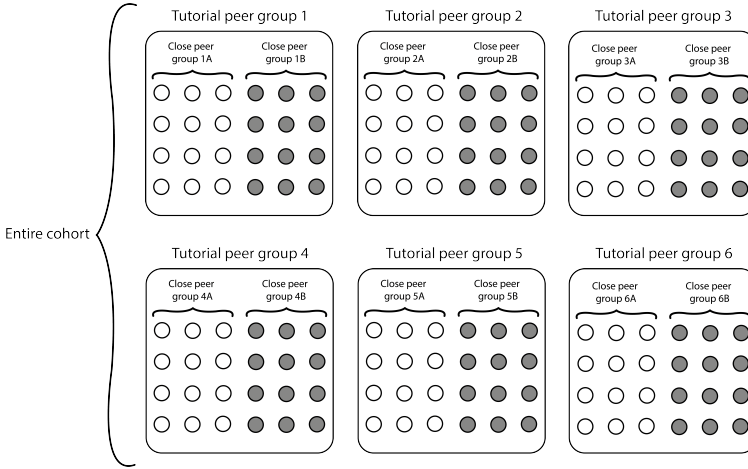 Tutorial peer group 1
Tutorial peer group 2
Tutorial peer group 3
Close peer
group 1A
Close peer
group 1B
Close peer
group 2A
Close peer
group 2B
Close peer
group 3A
Close peer
group 3B
Entire cohort
Tutorial peer group 4
Tutorial peer group 5
Tutorial peer group 6
Close peer
group 4A
Close peer
group 4B
Close peer
group 5A
Close peer
group 5B
Close peer
group 6A
Close peer
group 6B